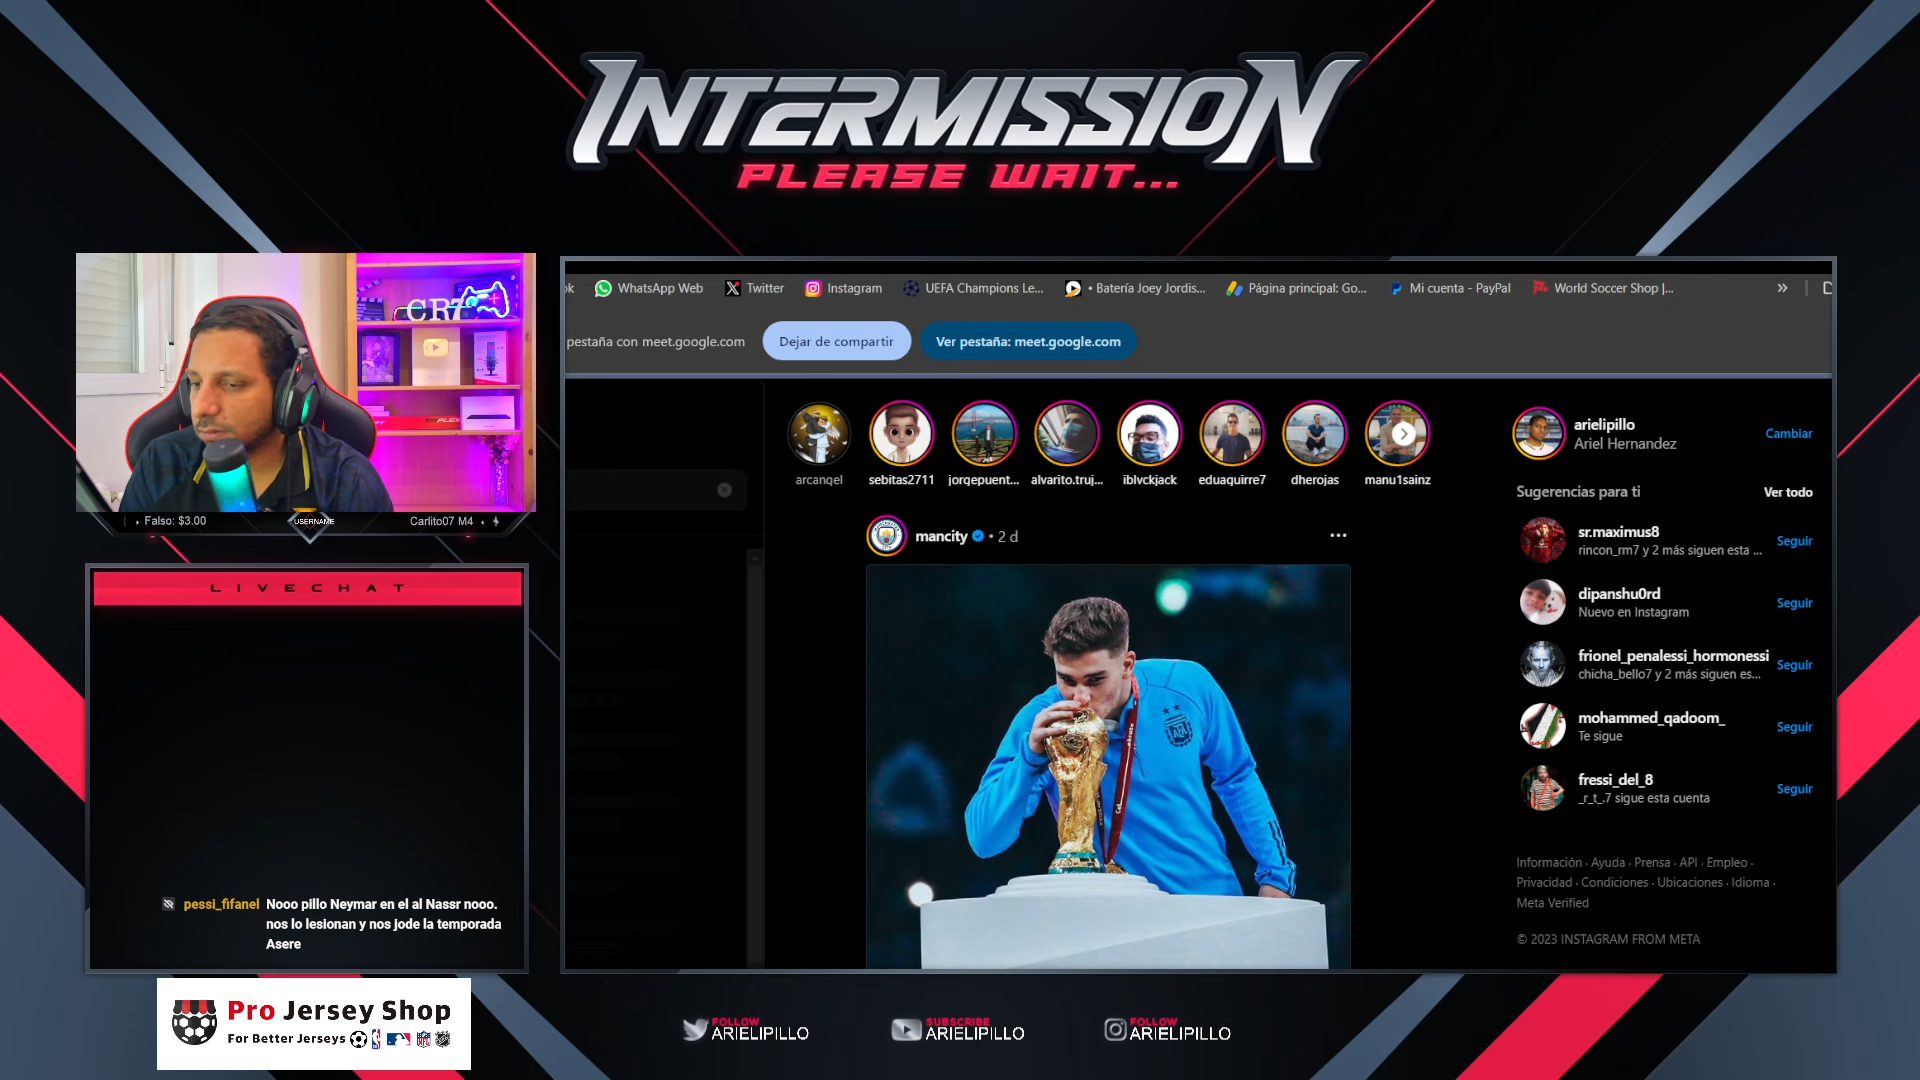 INTERMISSION
PLEASE WAIT...
CR7
Falso: $3.00
USERNAME
Carlito07 M4
LIVECHAT
pessi_fifanel Nooo pillo Neymar en el al Nassr nooo.
nos lo lesionan y nos jode la temporada
Asere
Pro Jersey Shop
For Better Jerseys
ok
WhatsApp Web
Twitter
Instagram
UEFA Champions Le...
• Batería Joey Jordis...
Página principal: Go...
Mi cuenta - PayPal
World Soccer Shop |...
pestaña con meet.google.com
Dejar de compartir
Ver pestaña: meet.google.com
arcangel
sebitas2711
jorgepuent...
alvarito.truj...
iblvckjack
eduaguirre7
dherojas
manu1sainz
mancity • 2 d
AFA
arielipillo
Ariel Hernandez
Cambiar
Sugerencias para ti
Ver todo
sr.maximus8
rincon_rm7 y 2 más siguen esta ...
Seguir
dipanshu0rd
Nuevo en Instagram
Seguir
frionel_penalessi_hormonessi
chicha_bello7 y 2 más siguen es...
Seguir
mohammed_qadoom_
Te sigue
Seguir
fressi_del_8
_r_t_.7 sigue esta cuenta
Seguir
Información · Ayuda · Prensa · API · Empleo ·
Privacidad · Condiciones · Ubicaciones · Idioma ·
Meta Verified
© 2023 INSTAGRAM FROM META
FOLLOW
ARIELIPILLO
SUBSCRIBE
ARIELIPILLO
FOLLOW
ARIELIPILLO